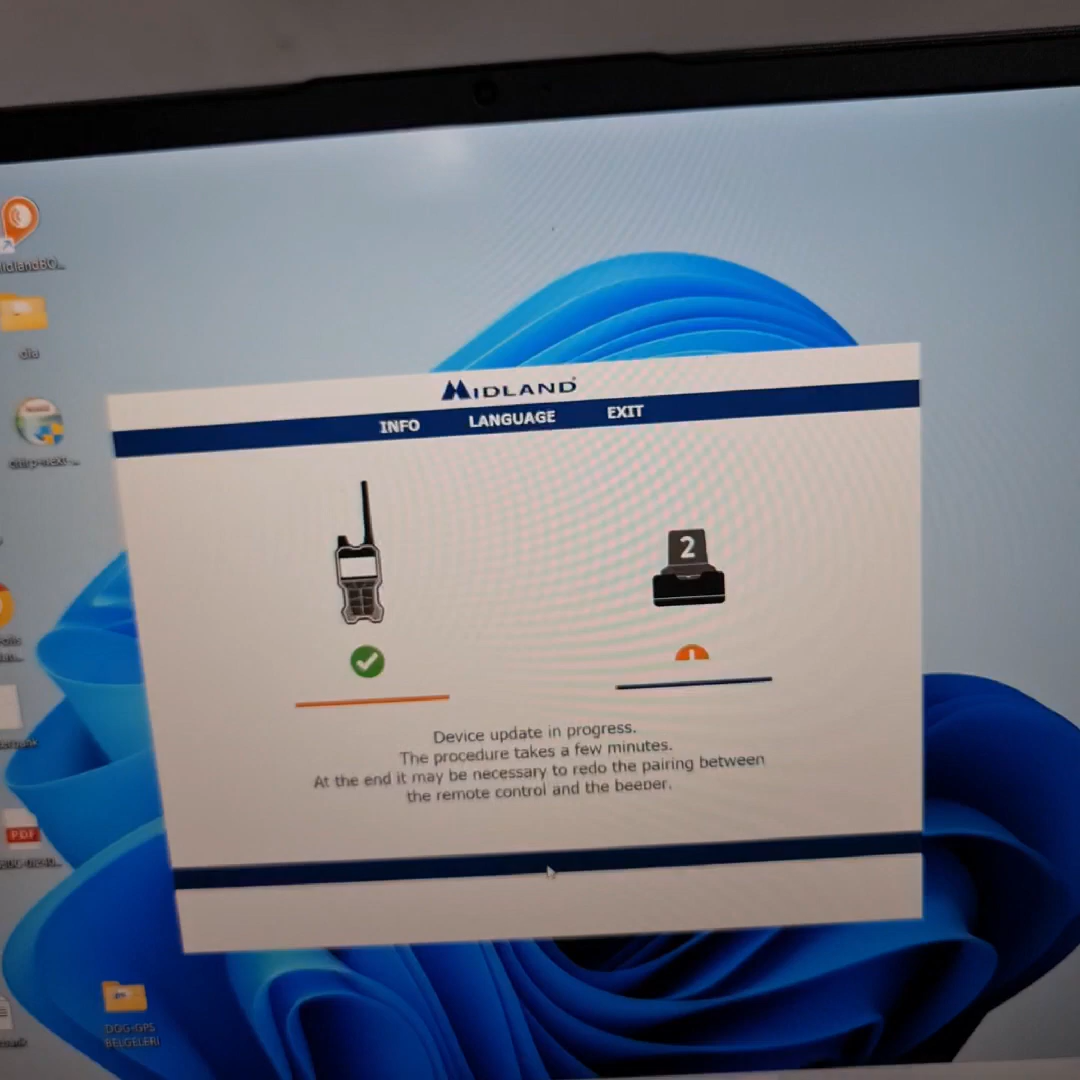 MIDLAND
INFO LANGUAGE EXIT
2
Device update in progress.
The procedure takes a few minutes.
At the end it may be necessary to redo the pairing between
the remote control and the beeper.
dia
PDF
DOG-GPS
BELGELERİ